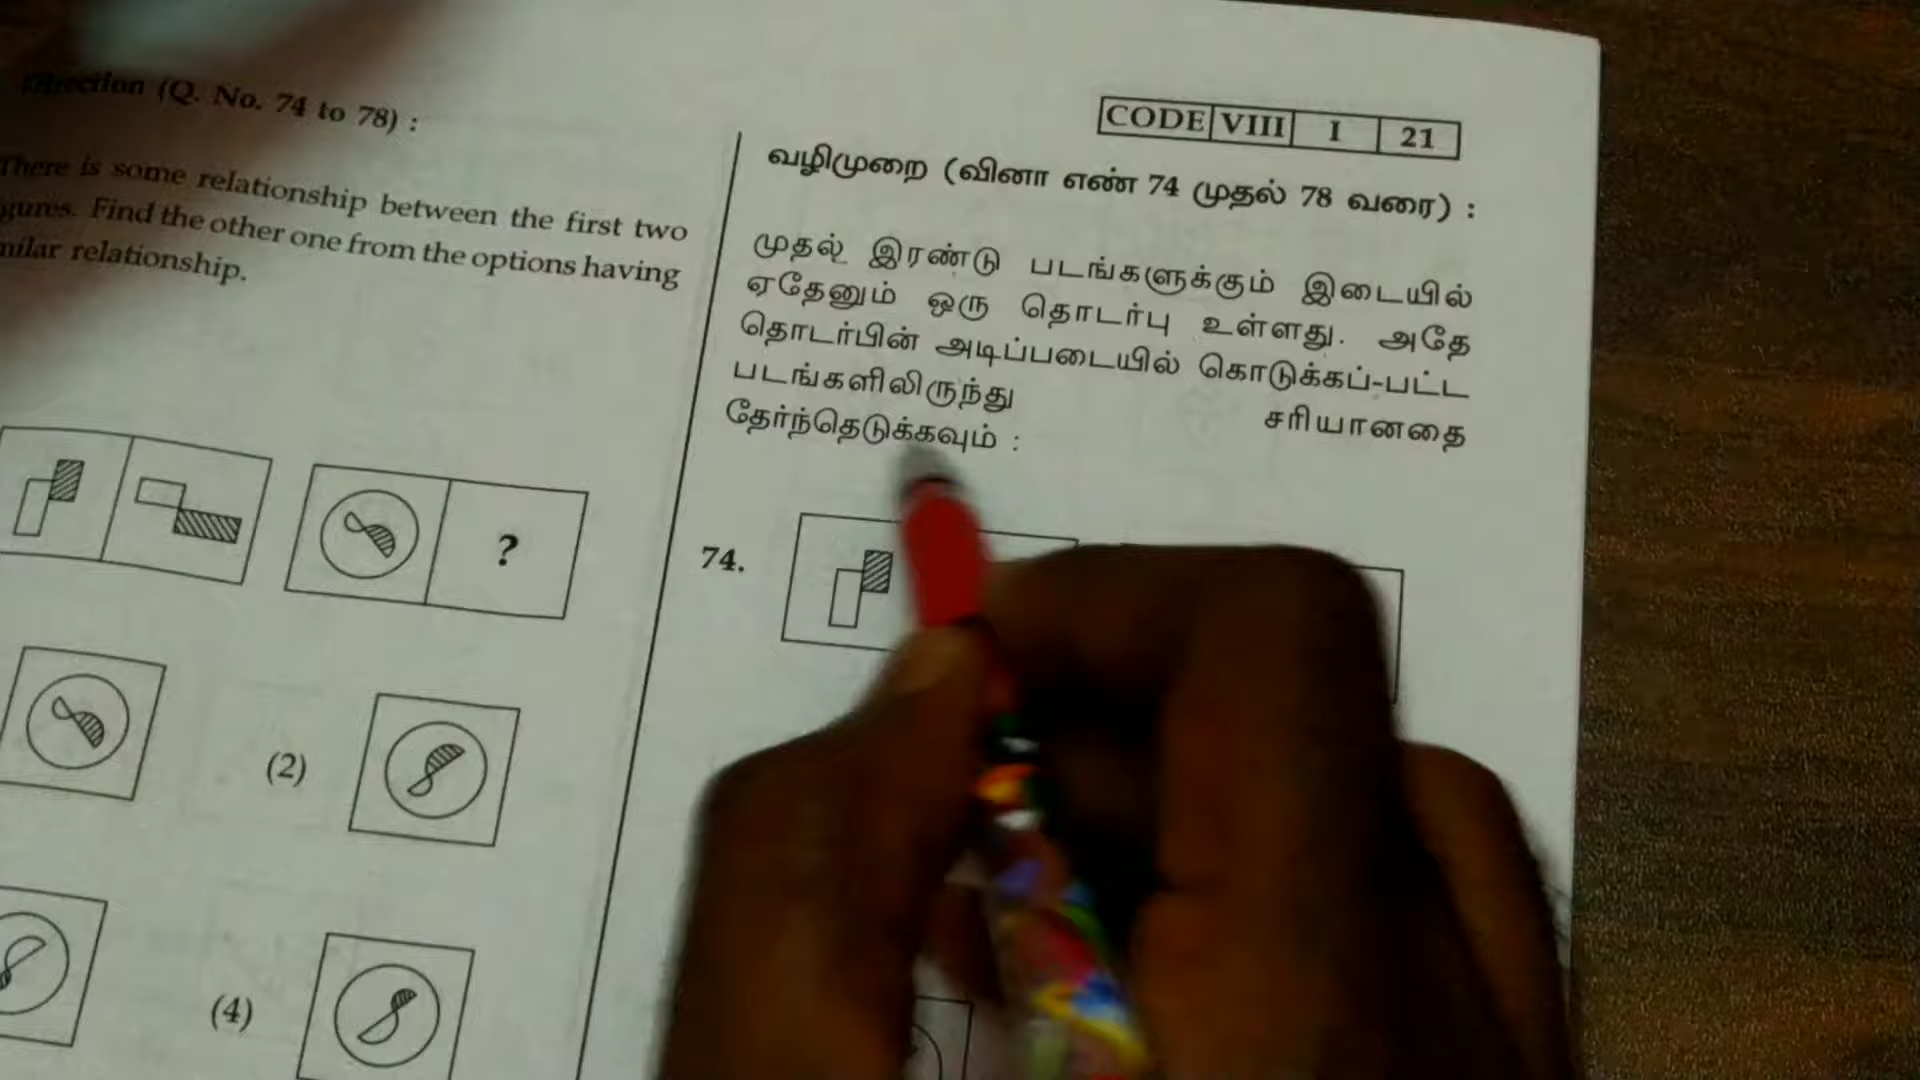 Direction (Q. No. 74 to 78) :
There is some relationship between the first two
gures. Find the other one from the options having
milar relationship.
?
(2)
(4)
CODE VIII I 21
வழிமுறை (வினா எண் 74 முதல் 78 வரை) :
முதல் இரண்டு படங்களுக்கும் இடையில்
ஏதேனும் ஒரு தொடர்பு உள்ளது. அதே
தொடர்பின் அடிப்படையில் கொடுக்கப்-பட்ட
படங்களிலிருந்து சரியானதை
தேர்ந்தெடுக்கவும் :
74.